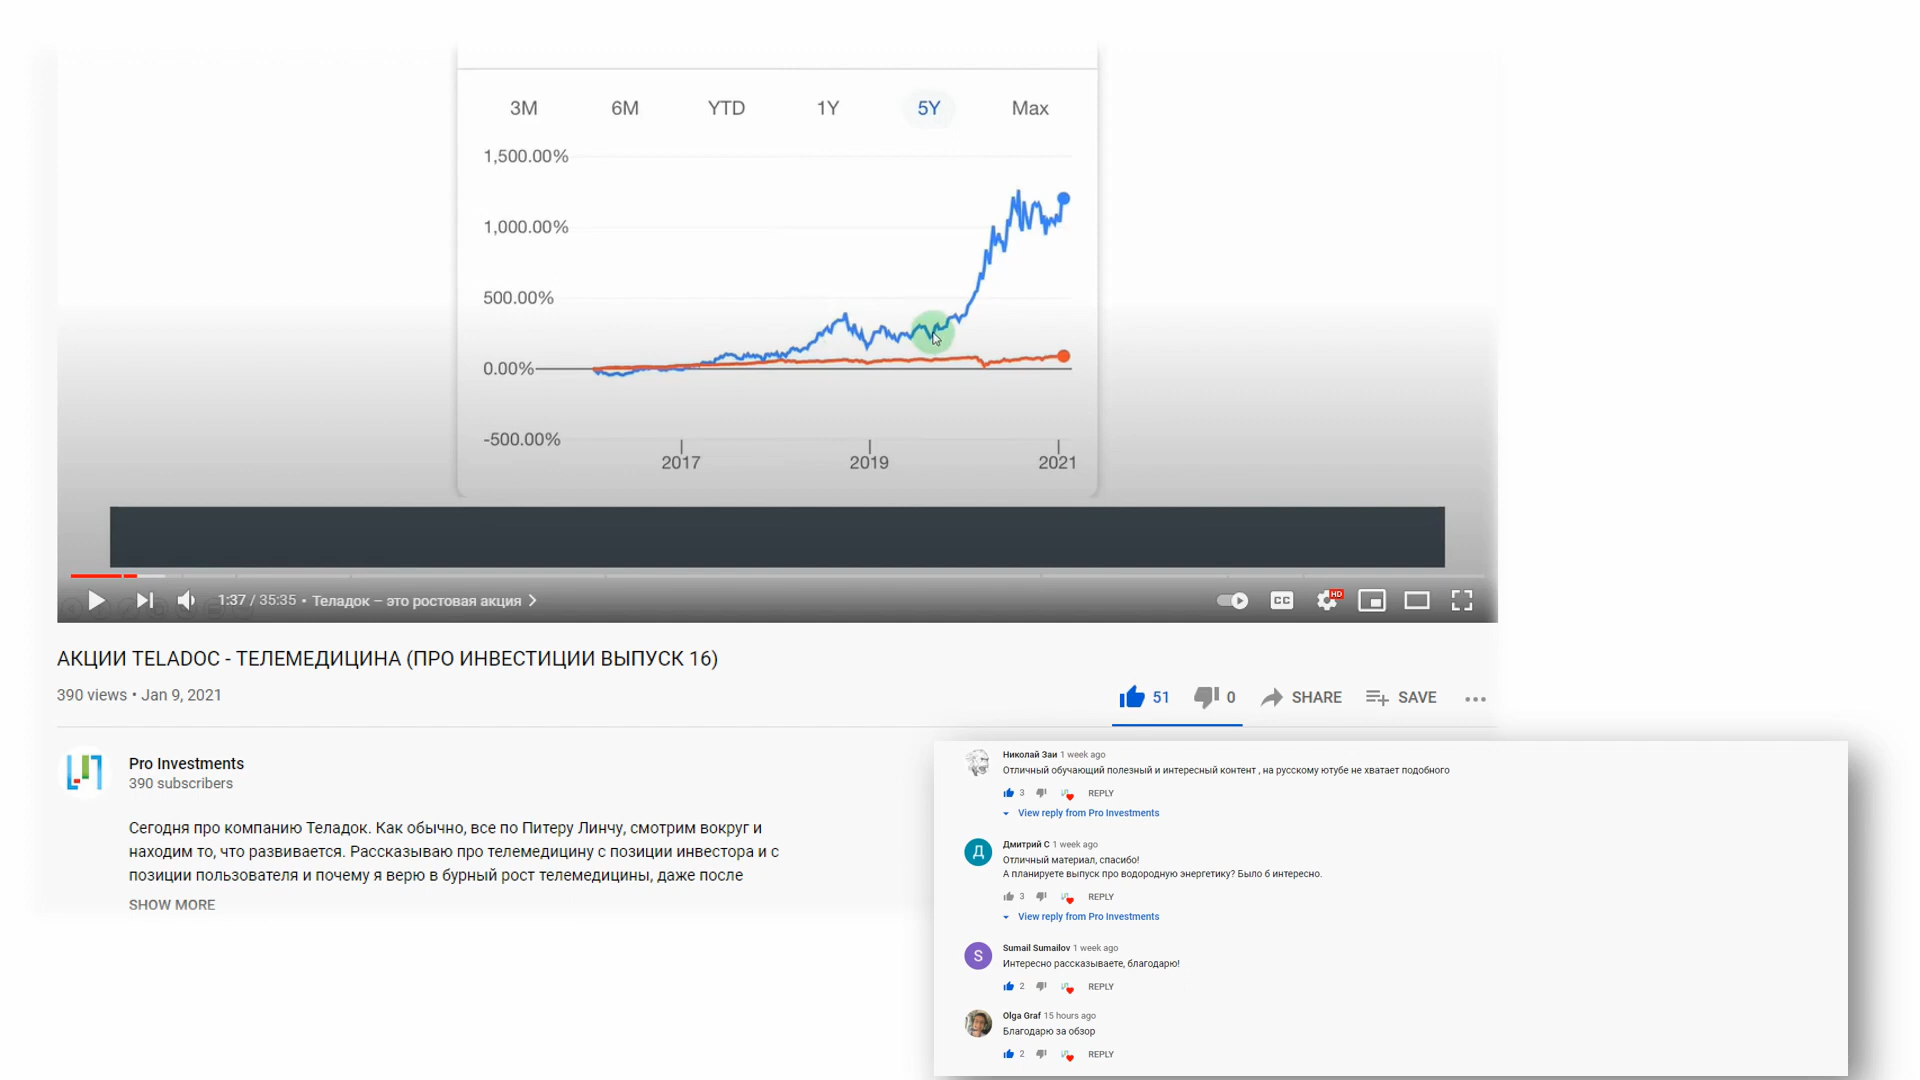 3M 6M YTD 1Y 5Y Max
1,500.00%
1,000.00%
500.00%
0.00%
-500.00%
2017 2019 2021
1:37 / 35:35 • Теладок – это ростовая акция
CC
HD
АКЦИИ TELADOC - ТЕЛЕМЕДИЦИНА (ПРО ИНВЕСТИЦИИ ВЫПУСК 16)
390 views • Jan 9, 2021
51 0 SHARE SAVE
Pro Investments
390 subscribers
Сегодня про компанию Теладок. Как обычно, все по Питеру Линчу, смотрим вокруг и
находим то, что развивается. Рассказываю про телемедицину с позиции инвестора и с
позиции пользователя и почему я верю в бурный рост телемедицины, даже после
SHOW MORE
Николай Заи 1 week ago
Отличный обучающий полезный и интересный контент , на русскому ютубе не хватает подобного
3 REPLY
View reply from Pro Investments
Д
Дмитрий С 1 week ago
Отличный материал, спасибо!
А планируете выпуск про водородную энергетику? Было б интересно.
3 REPLY
View reply from Pro Investments
S
Sumail Sumailov 1 week ago
Интересно рассказываете, благодарю!
2 REPLY
Olga Graf 15 hours ago
Благодарю за обзор
2 REPLY